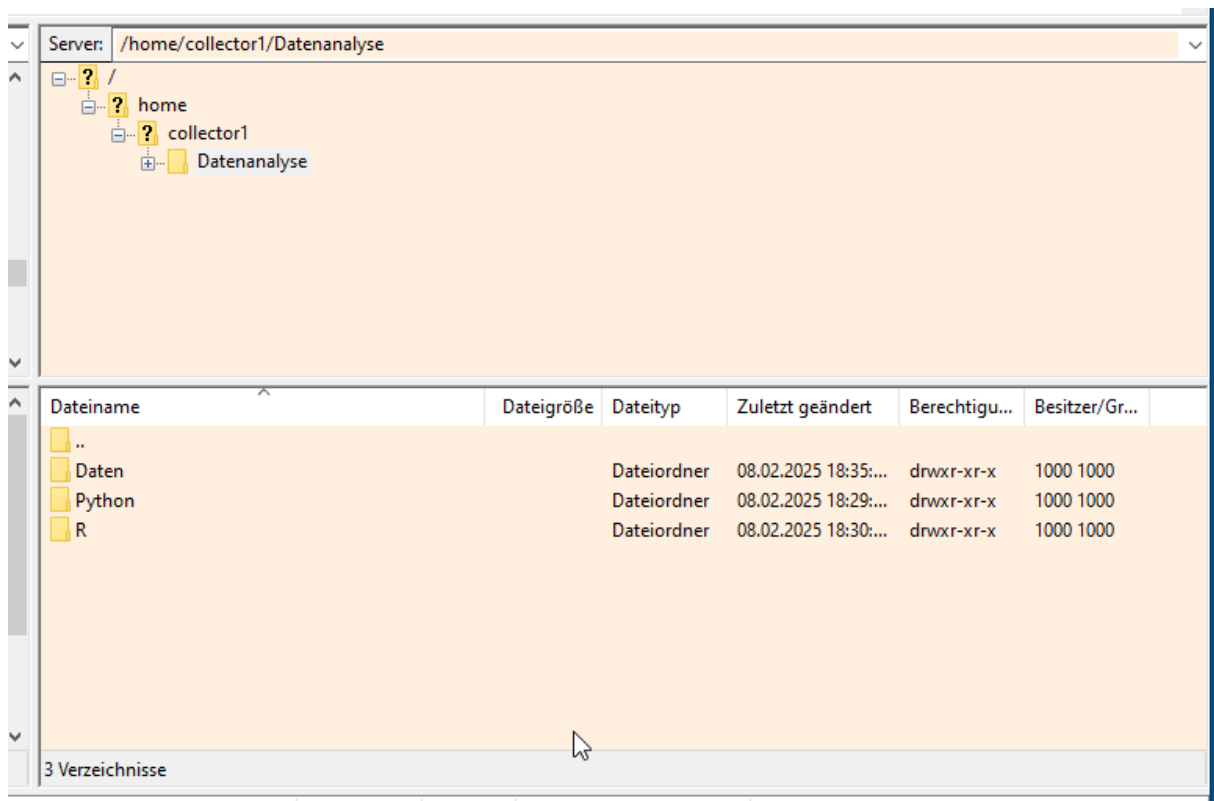 Server: /home/collector1/Datenanalyse
/
home
collector1
Datenanalyse
Dateiname Dateigröße Dateityp Zuletzt geändert Berechtigu... Besitzer/Gr...
..
Daten Dateiordner 08.02.2025 18:35:... drwxr-xr-x 1000 1000
Python Dateiordner 08.02.2025 18:29:... drwxr-xr-x 1000 1000
R Dateiordner 08.02.2025 18:30:... drwxr-xr-x 1000 1000
3 Verzeichnisse